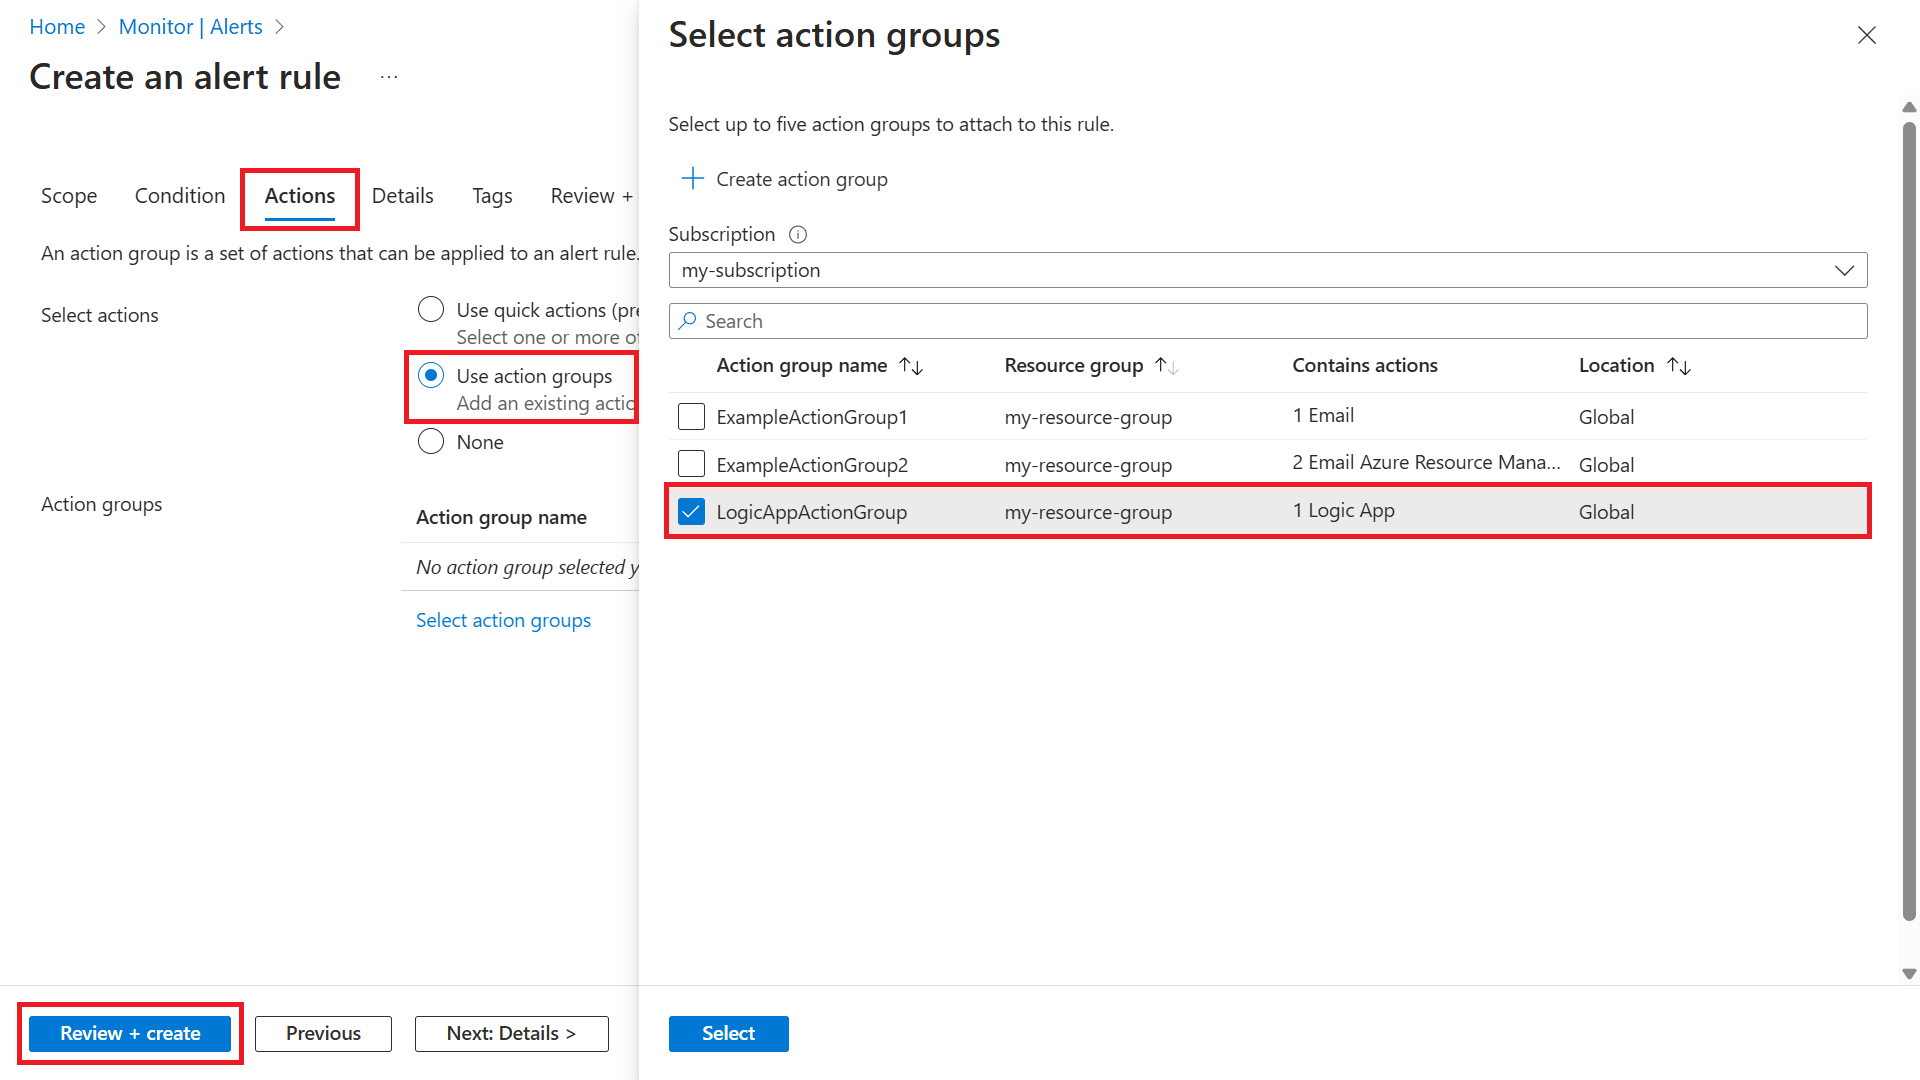 Home > Monitor | Alerts >
Create an alert rule ...
Scope Condition Actions Details Tags Review +
An action group is a set of actions that can be applied to an alert rule.
Select actions
Use quick actions (pre
Select one or more of
Use action groups
Add an existing actio
None
Action groups
Action group name
No action group selected y
Select action groups
Review + create Previous Next: Details >
Select action groups
Select up to five action groups to attach to this rule.
Create action group
Subscription
my-subscription
Search
Action group name Resource group Contains actions Location
ExampleActionGroup1 my-resource-group 1 Email Global
ExampleActionGroup2 my-resource-group 2 Email Azure Resource Mana... Global
LogicAppActionGroup my-resource-group 1 Logic App Global
Select